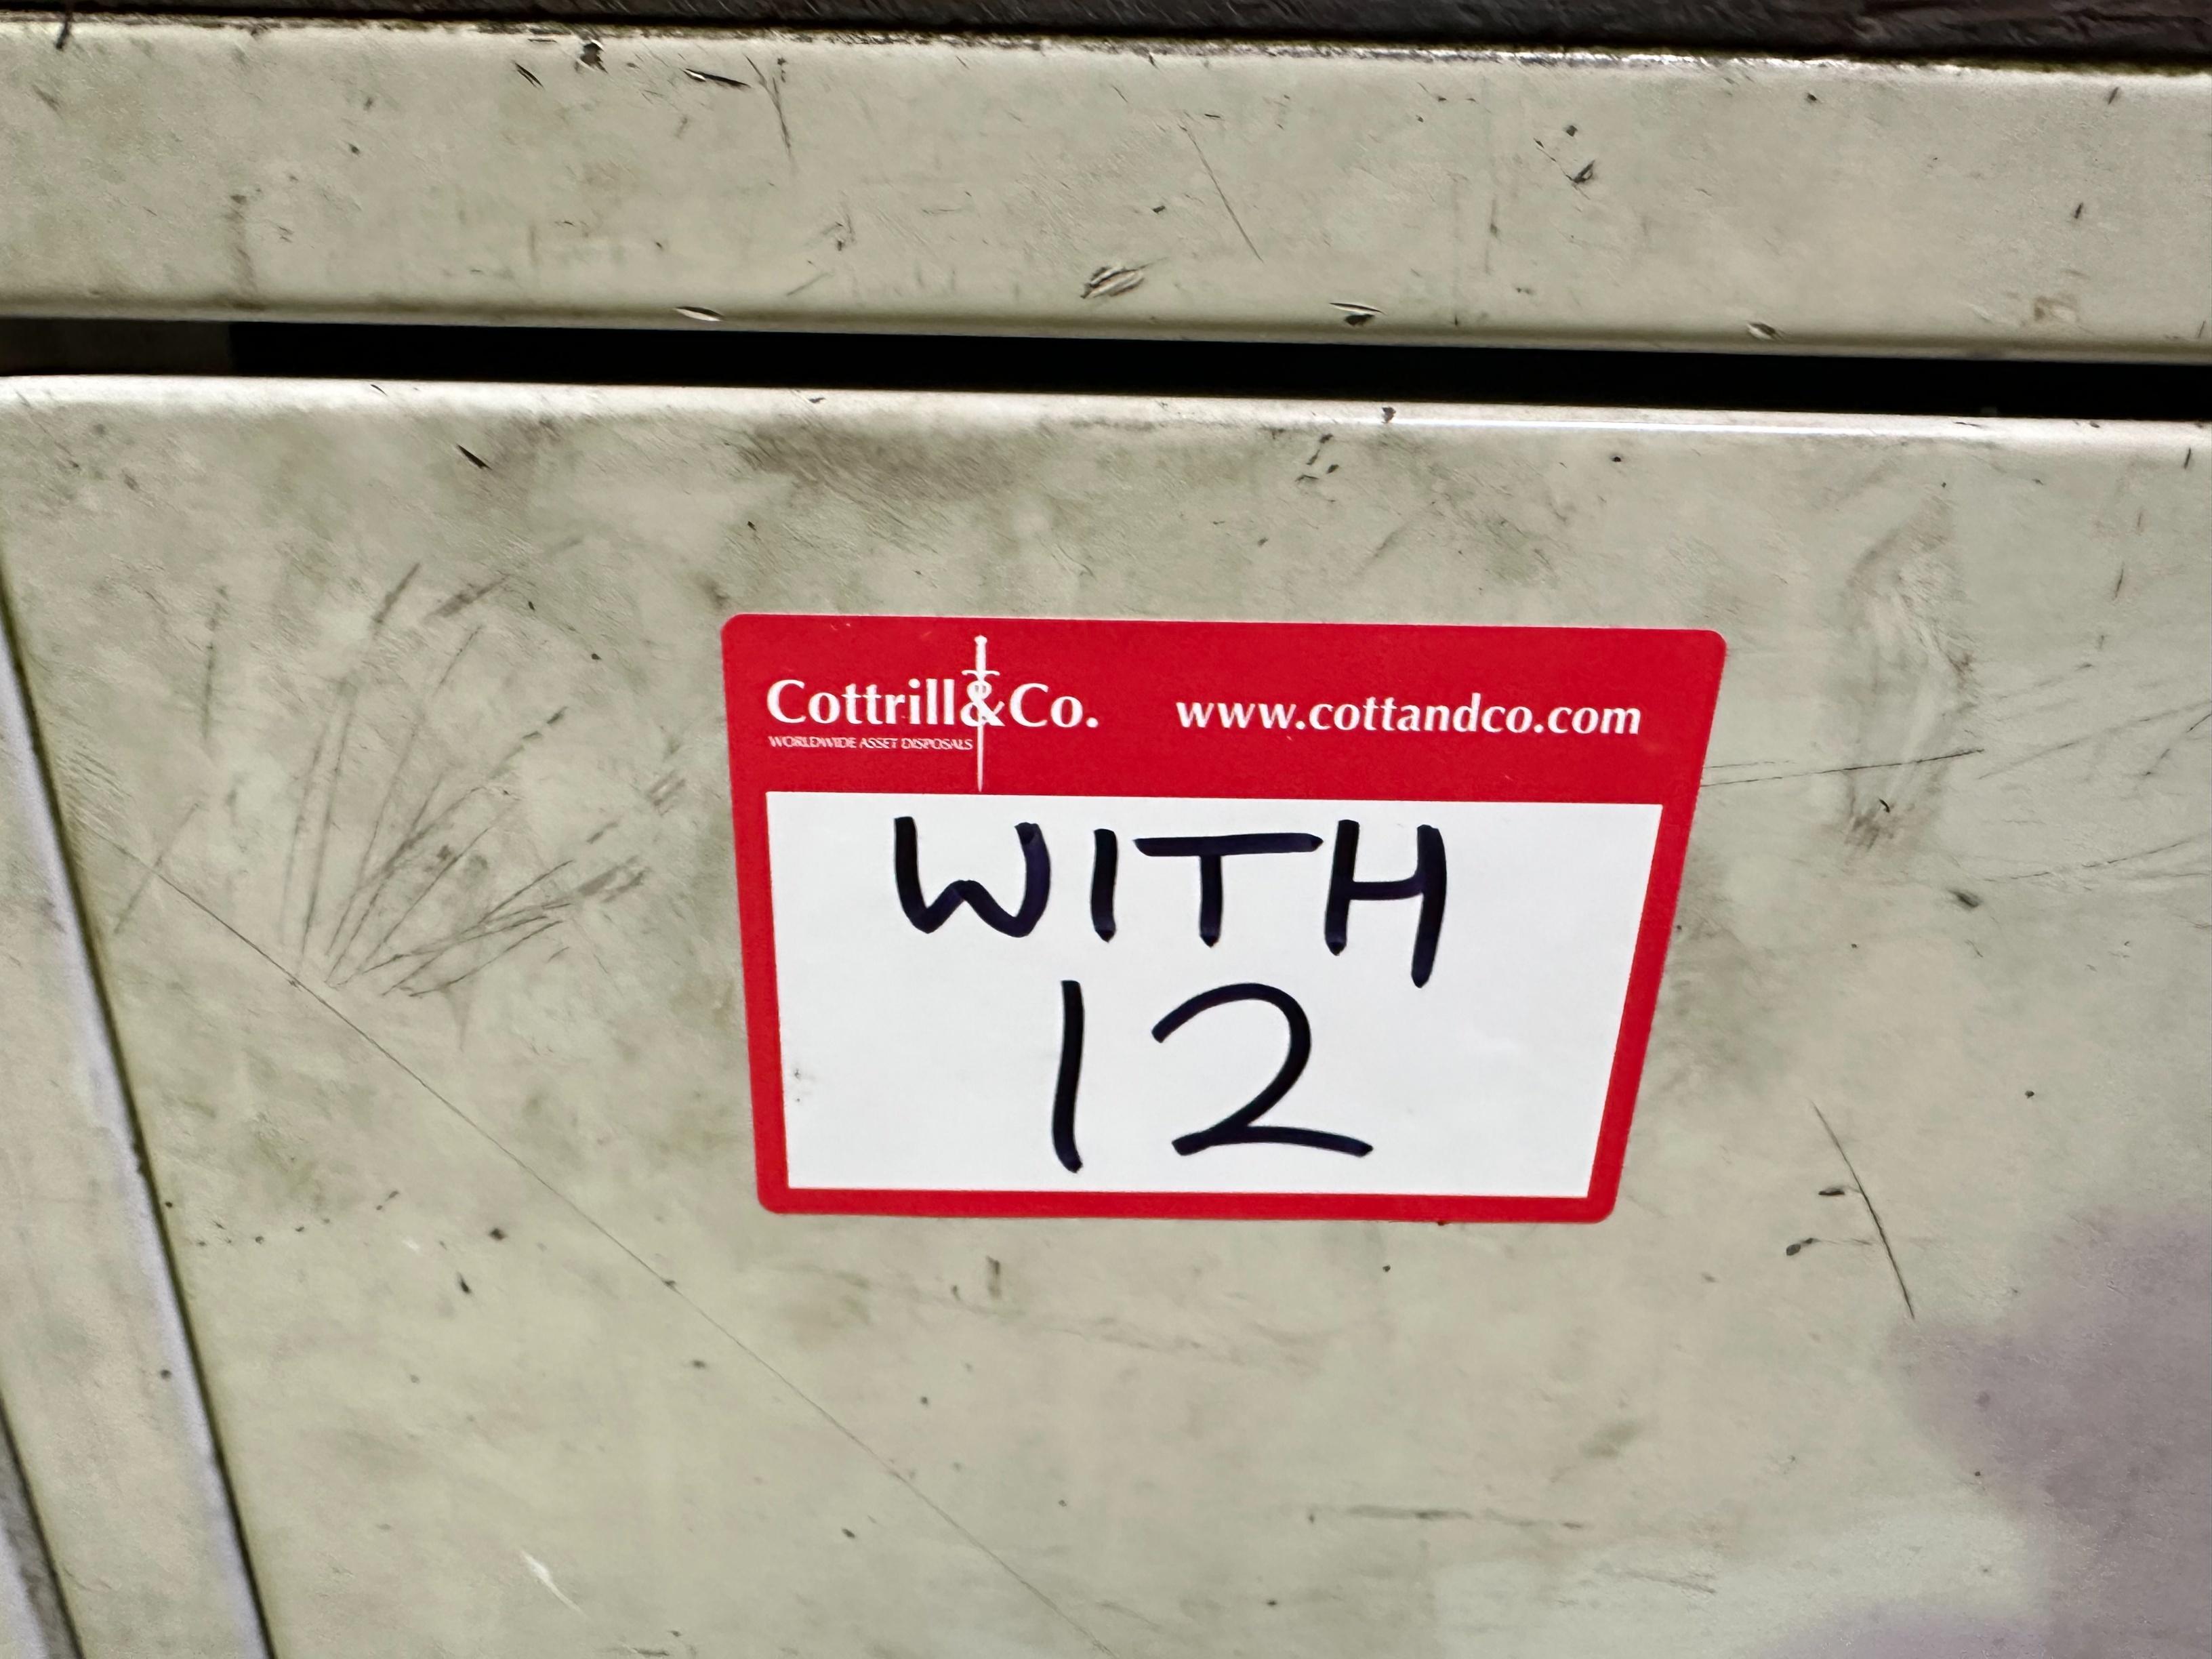 Cottrill&Co. www.cottandco.com
WORLDWIDE ASSET DISPOSALS
WITH
12